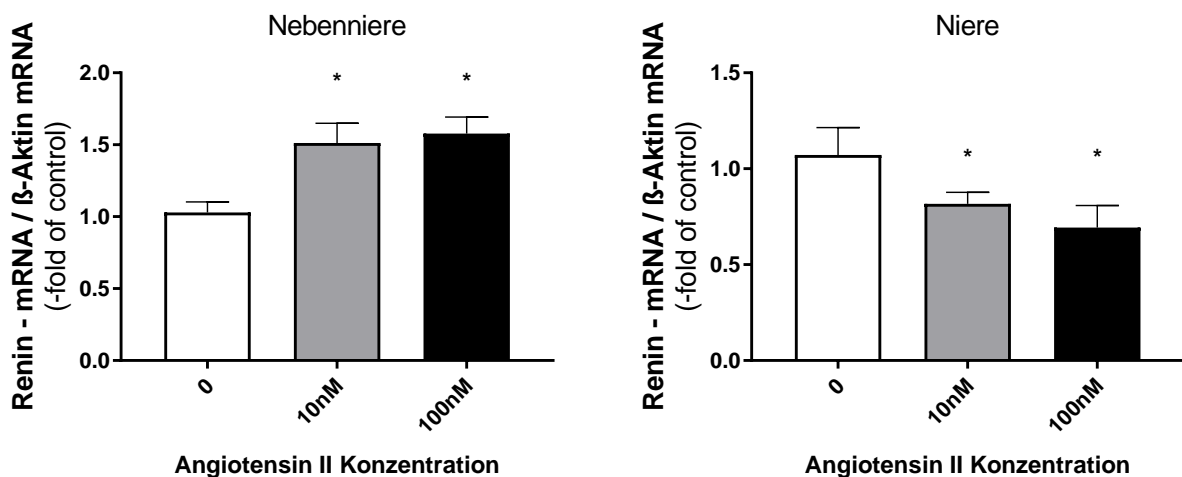 Nebenniere
Renin - mRNA / ß-Aktin mRNA
(-fold of control)
2.0
1.5
1.0
0.5
0.0
*
*
0
10nM
100nM
Angiotensin II Konzentration
Niere
Renin - mRNA / ß-Aktin mRNA
(-fold of control)
1.5
1.0
0.5
0.0
*
*
0
10nM
100nM
Angiotensin II Konzentration